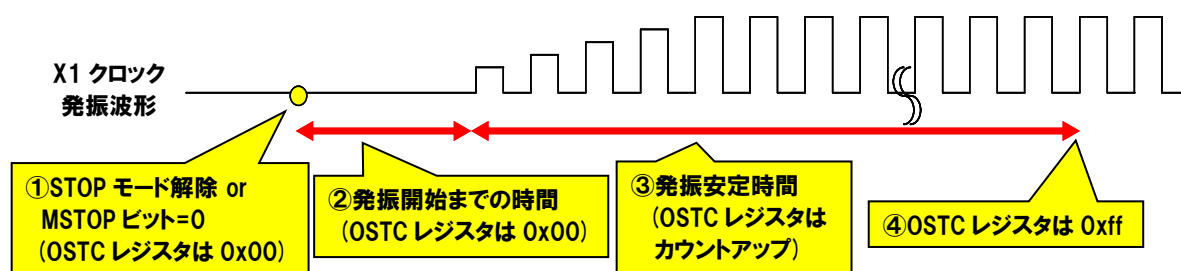 X1 クロック
発振波形
①STOP モード解除 or
MSTOP ビット=0
(OSTC レジスタは 0x00)
②発振開始までの時間
(OSTC レジスタは 0x00)
③発振安定時間
(OSTC レジスタは
カウントアップ)
④OSTC レジスタは 0xff